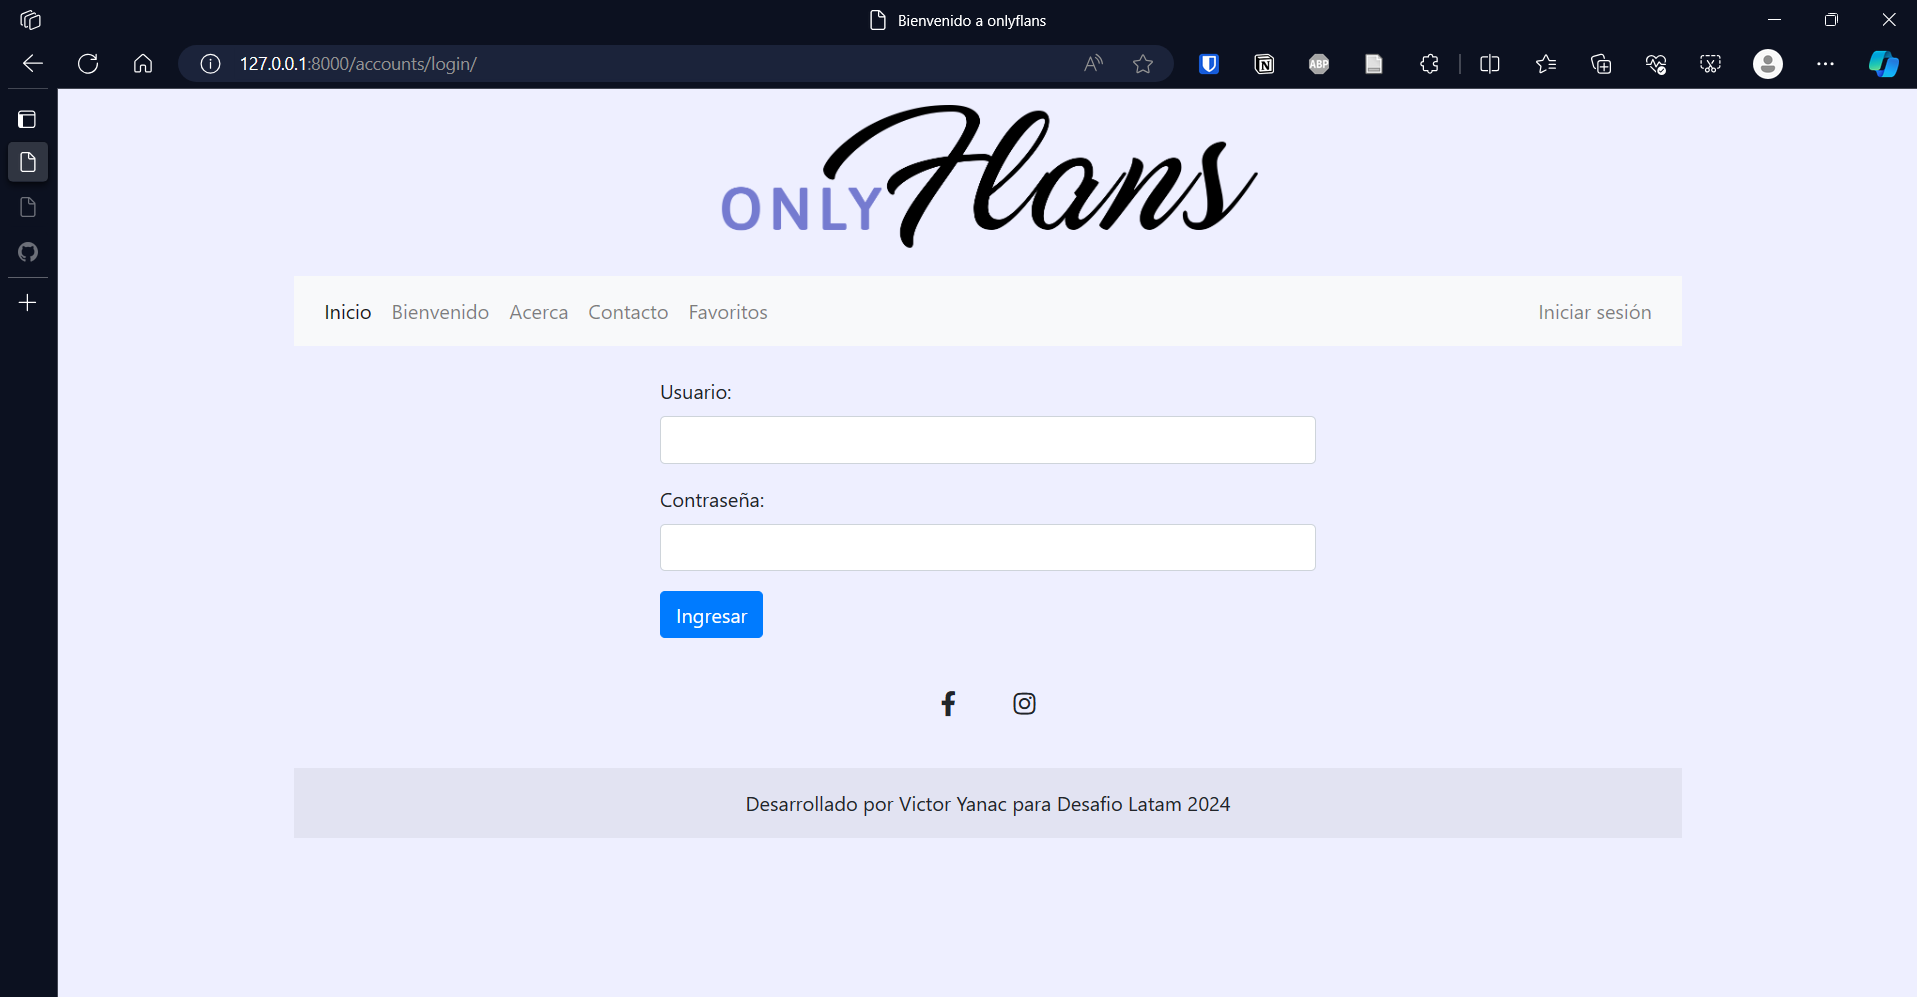 Bienvenido a onlyflans
127.0.0.1:8000/accounts/login/
ABP
ONLY Flans
Inicio Bienvenido Acerca Contacto Favoritos Iniciar sesión
Usuario:
Contraseña:
Ingresar
Desarrollado por Victor Yanac para Desafio Latam 2024